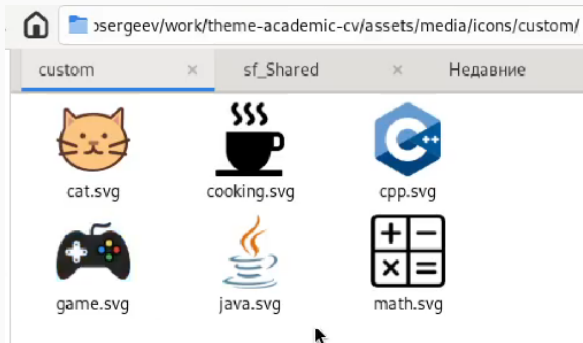 osergeev/work/theme-academic-cv/assets/media/icons/custom/
custom sf_Shared Недавние
cat.svg cooking.svg cpp.svg
game.svg java.svg math.svg